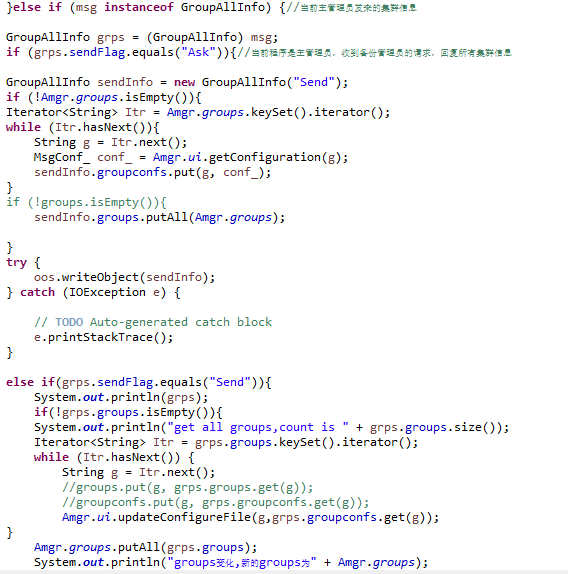 }else if (msg instanceof GroupAllInfo) {//当前主管理员发来的集群信息
GroupAllInfo grps = (GroupAllInfo) msg;
if (grps.sendFlag.equals("Ask")){//当前程序是主管理员，收到备份管理员的请求，回复所有集群信息
GroupAllInfo sendInfo = new GroupAllInfo("Send");
if (!Amgr.groups.isEmpty()){
Iterator<String> Itr = Amgr.groups.keySet().iterator();
while (Itr.hasNext()){
String g = Itr.next();
MsgConf_ conf_ = Amgr.ui.getConfiguration(g);
sendInfo.groupconfs.put(g, conf_);
}
if (!groups.isEmpty()){
sendInfo.groups.putAll(Amgr.groups);
}
try {
oos.writeObject(sendInfo);
} catch (IOException e) {
// TODO Auto-generated catch block
e.printStackTrace();
}
else if(grps.sendFlag.equals("Send")){
System.out.println(grps);
if(!grps.groups.isEmpty()){
System.out.println("get all groups,count is " + grps.groups.size());
Iterator<String> Itr = grps.groups.keySet().iterator();
while (Itr.hasNext()) {
String g = Itr.next();
//groups.put(g, grps.groups.get(g));
//groupconfs.put(g, grps.groupconfs.get(g));
Amgr.ui.updateConfigureFile(g,grps.groupconfs.get(g));
}
Amgr.groups.putAll(grps.groups);
System.out.println("groups变化,新的groups为" + Amgr.groups);